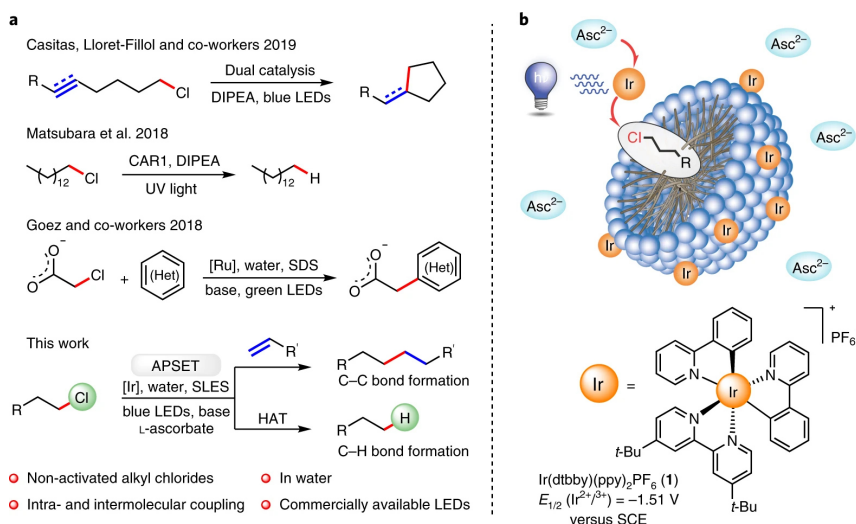 a
Casitas, Lloret-Fillol and co-workers 2019
R
Cl
Dual catalysis
DIPEA, blue LEDs
R
Matsubara et al. 2018
12
Cl
CAR1, DIPEA
UV light
12
H
Goez and co-workers 2018
O
–
O
Cl
+
(Het)
[Ru], water, SDS
base, green LEDs
O
–
O
(Het)
This work
R
Cl
APSET
[Ir], water, SLES
blue LEDs, base
L-ascorbate
R'
R
R'
C–C bond formation
HAT
R
H
C–H bond formation
Non-activated alkyl chlorides
In water
Intra- and intermolecular coupling
Commercially available LEDs
b
Asc2–
Asc2–
hν
Ir
Ir
Cl
R
Asc2–
Ir
Asc2–
Ir
Ir
Ir
Ir
Asc2–
Ir
=
+
PF6
N
N
Ir
N
N
t-Bu
t-Bu
Ir(dtbby)(ppy)2PF6 (1)
E1/2 (Ir2+/3+) = –1.51 V
versus SCE